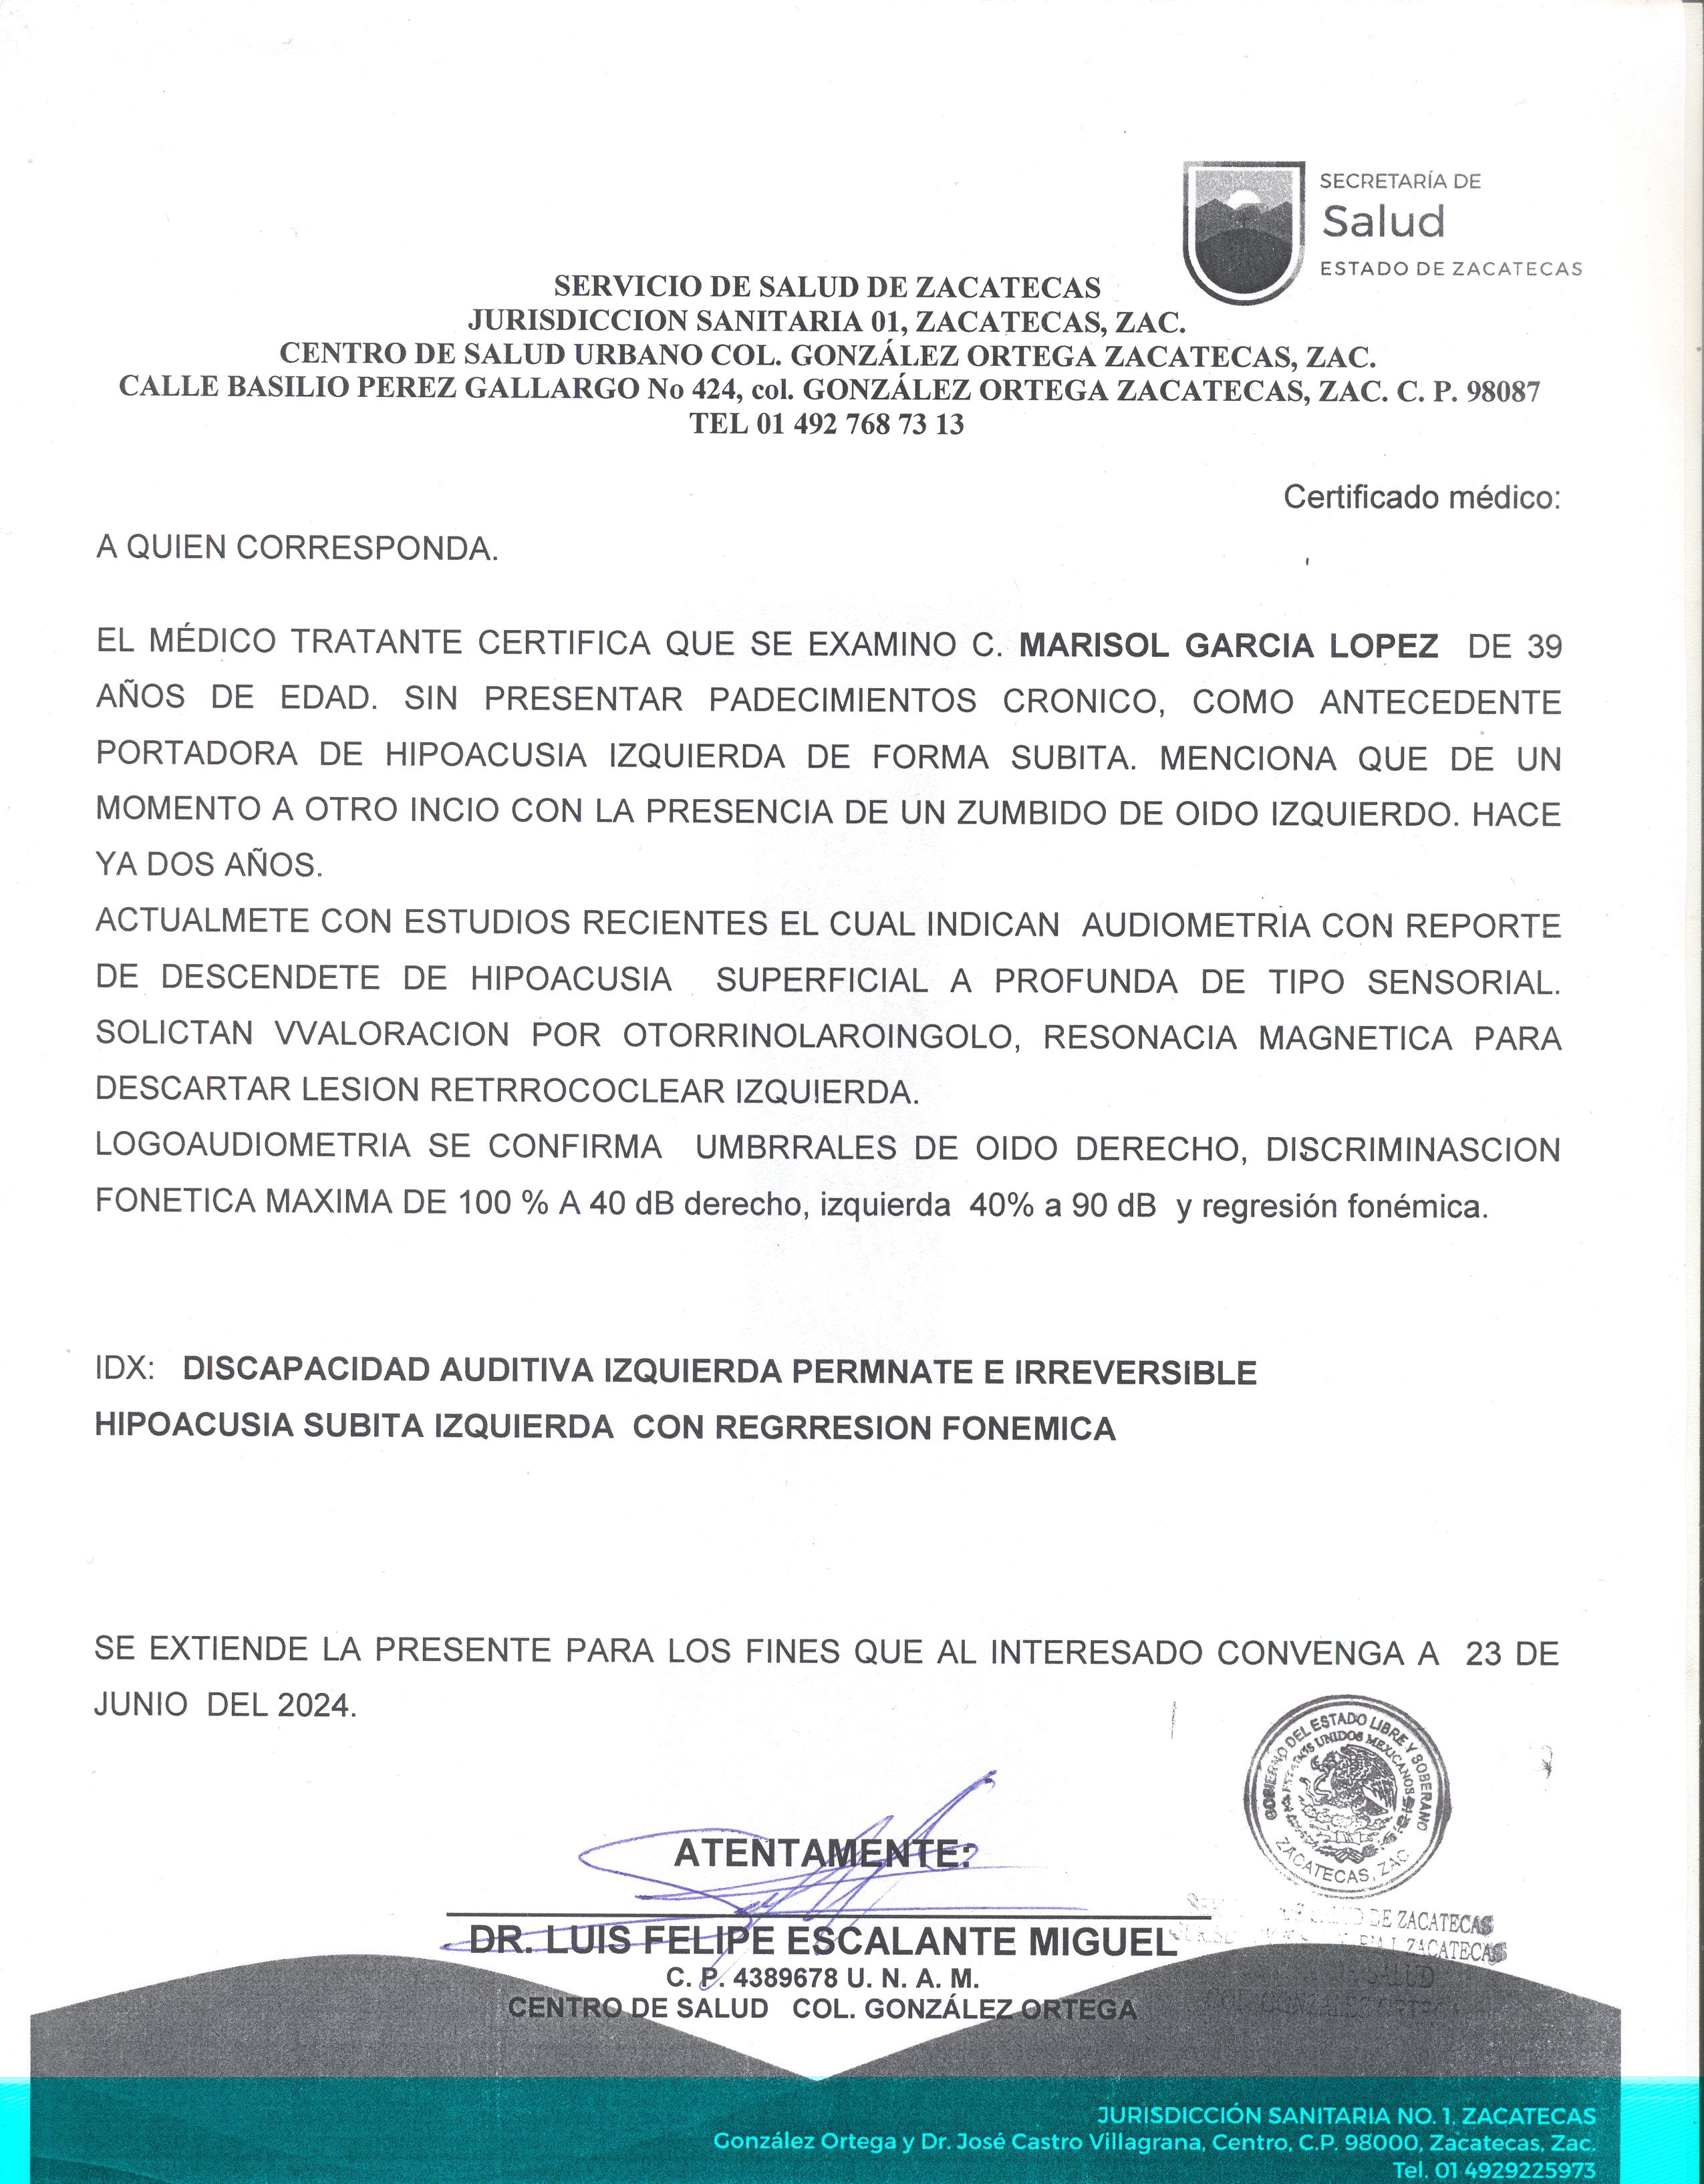 SECRETARÍA DE
Salud
ESTADO DE ZACATECAS
SERVICIO DE SALUD DE ZACATECAS
JURISDICCION SANITARIA 01, ZACATECAS, ZAC.
CENTRO DE SALUD URBANO COL. GONZÁLEZ ORTEGA ZACATECAS, ZAC.
CALLE BASILIO PEREZ GALLARGO No 424, col. GONZÁLEZ ORTEGA ZACATECAS, ZAC. C. P. 98087
TEL 01 492 768 73 13
Certificado médico:
A QUIEN CORRESPONDA.
EL MÉDICO TRATANTE CERTIFICA QUE SE EXAMINO C. MARISOL GARCIA LOPEZ DE 39
AÑOS DE EDAD. SIN PRESENTAR PADECIMIENTOS CRONICO, COMO ANTECEDENTE
PORTADORA DE HIPOACUSIA IZQUIERDA DE FORMA SUBITA. MENCIONA QUE DE UN
MOMENTO A OTRO INCIO CON LA PRESENCIA DE UN ZUMBIDO DE OIDO IZQUIERDO. HACE
YA DOS AÑOS.
ACTUALMETE CON ESTUDIOS RECIENTES EL CUAL INDICAN AUDIOMETRIA CON REPORTE
DE DESCENDETE DE HIPOACUSIA SUPERFICIAL A PROFUNDA DE TIPO SENSORIAL.
SOLICTAN VVALORACION POR OTORRINOLAROINGOLO, RESONACIA MAGNETICA PARA
DESCARTAR LESION RETRROCOCLEAR IZQUIERDA.
LOGOAUDIOMETRIA SE CONFIRMA UMBRRALES DE OIDO DERECHO, DISCRIMINASCION
FONETICA MAXIMA DE 100 % A 40 dB derecho, izquierda 40% a 90 dB y regresión fonémica.
IDX: DISCAPACIDAD AUDITIVA IZQUIERDA PERMNATE E IRREVERSIBLE
HIPOACUSIA SUBITA IZQUIERDA CON REGRRESION FONEMICA
SE EXTIENDE LA PRESENTE PARA LOS FINES QUE AL INTERESADO CONVENGA A 23 DE
JUNIO DEL 2024.
GOBIERNO DEL ESTADO LIBRE Y SOBERANO
ESTADOS UNIDOS MEXICANOS
ZACATECAS, ZAC.
ATENTAMENTE:
DE ZACATECAS
ZACATECAS
DR. LUIS FELIPE ESCALANTE MIGUEL
C. P. 4389678 U. N. A. M.
CENTRO DE SALUD COL. GONZÁLEZ ORTEGA
JURISDICCIÓN SANITARIA NO. 1, ZACATECAS
González Ortega y Dr. José Castro Villagrana, Centro, C.P. 98000, Zacatecas, Zac.
Tel. 01 4929225973